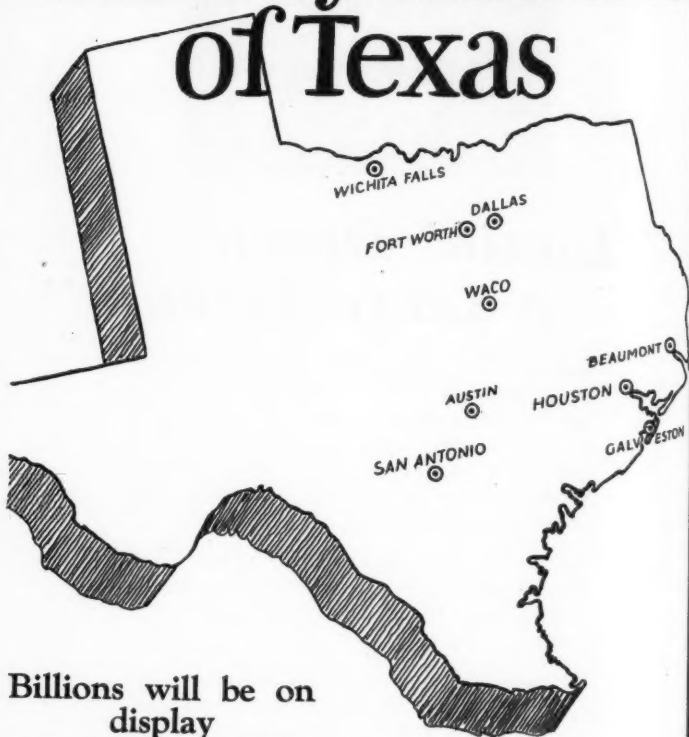 of Texas
WICHITA FALLS
DALLAS
FORT WORTH
WACO
BEAUMONT
AUSTIN
HOUSTON
GALVESTON
SAN ANTONIO
Billions will be on
display